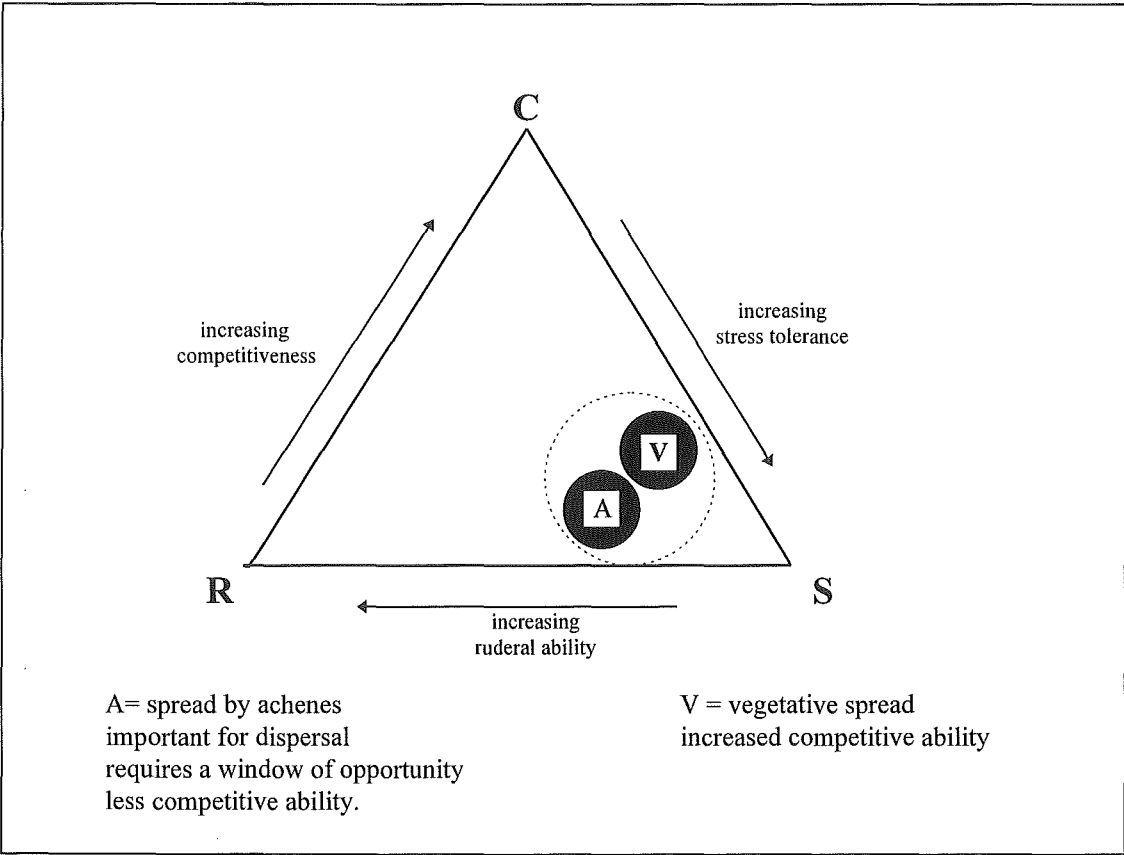 C
increasing
competitiveness
increasing
stress tolerance
V
A
R
S
increasing
ruderal ability
A= spread by achenes
important for dispersal
requires a window of opportunity
less competitive ability.
V = vegetative spread
increased competitive ability